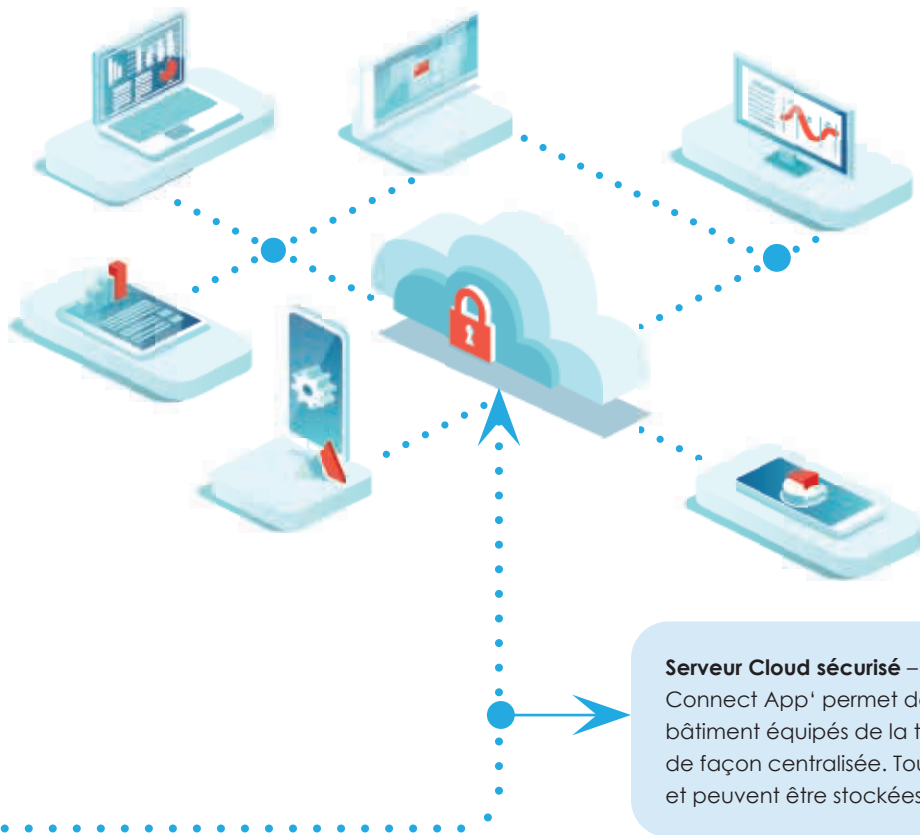 Serveur Cloud sécurisé –
Connect App‘ permet d
bâtiment équipés de la t
de façon centralisée. Tou
et peuvent être stockées